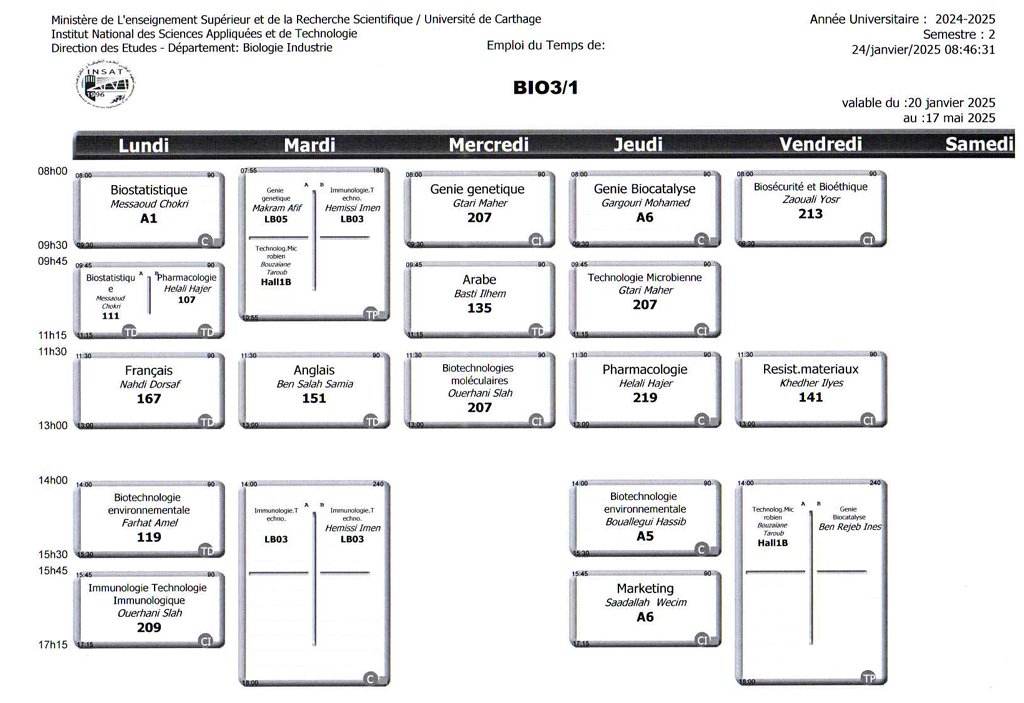 Ministère de L'enseignement Supérieur et de la Recherche Scientifique / Université de Carthage
Institut National des Sciences Appliquées et de Technologie
Direction des Etudes - Département: Biologie Industrie
Emploi du Temps de:
Année Universitaire : 2024-2025
Semestre : 2
24/janvier/2025 08:46:31
INSAT
1996
BIO3/1
valable du :20 janvier 2025
au :17 mai 2025
Lundi Mardi Mercredi Jeudi Vendredi Samedi
08h00
09h30
09h45
11h15
11h30
13h00
14h00
15h30
15h45
17h15
08:00 90
Biostatistique
Messaoud Chokri
A1
09:30 C
09:45 90
A B
Biostatistiqu
e
Messaoud
Chokri
111
TD
Pharmacologie
Helali Hajer
107
TD
11:15
11:30 90
Français
Nahdi Dorsaf
167
13:00 TD
14:00 90
Biotechnologie
environnementale
Farhat Amel
119
15:30 TD
15:45 90
Immunologie Technologie
Immunologique
Ouerhani Slah
209
17:15 CI
07:55 180
A B
Genie
genetique
Makram Afif
LB05
Immunologie.T
echno.
Hemissi Imen
LB03
Technolog.Mic
robien
Bouzaiane
Taroub
Hall1B
10:55 TP
11:30 90
Anglais
Ben Salah Samia
151
13:00 TD
14:00 240
A B
Immunologie.T
echno.
LB03
Immunologie.T
echno.
Hemissi Imen
LB03
18:00 C
08:00 90
Genie genetique
Gtari Maher
207
09:30 CI
09:45 90
Arabe
Basti Ilhem
135
11:15 TD
11:30 90
Biotechnologies
moléculaires
Ouerhani Slah
207
13:00 CI
08:00 90
Genie Biocatalyse
Gargouri Mohamed
A6
09:30 C
09:45 90
Technologie Microbienne
Gtari Maher
207
11:15 CI
11:30 90
Pharmacologie
Helali Hajer
219
13:00 C
14:00 90
Biotechnologie
environnementale
Bouallegui Hassib
A5
15:30 C
15:45 90
Marketing
Saadallah Wecim
A6
17:15 CI
08:00 90
Biosécurité et Bioéthique
Zaouali Yosr
213
09:30 CI
11:30 90
Resist.materiaux
Khedher Ilyes
141
13:00 CI
14:00 240
A B
Technolog.Mic
robien
Bouzaiane
Taroub
Hall1B
Genie
Biocatalyse
Ben Rejeb Ines
18:00 TP